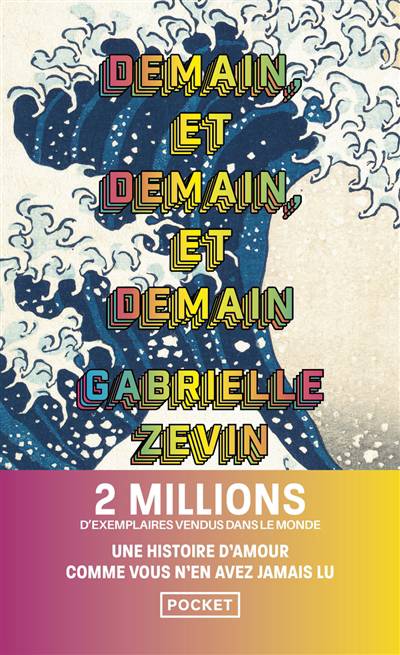 DEMAIN,
ET
DEMAIN,
ET
DEMAIN
GABRIELLE
ZEVIN
2 MILLIONS
D'EXEMPLAIRES VENDUS DANS LE MONDE
UNE HISTOIRE D'AMOUR
COMME VOUS N'EN AVEZ JAMAIS LU
POCKET